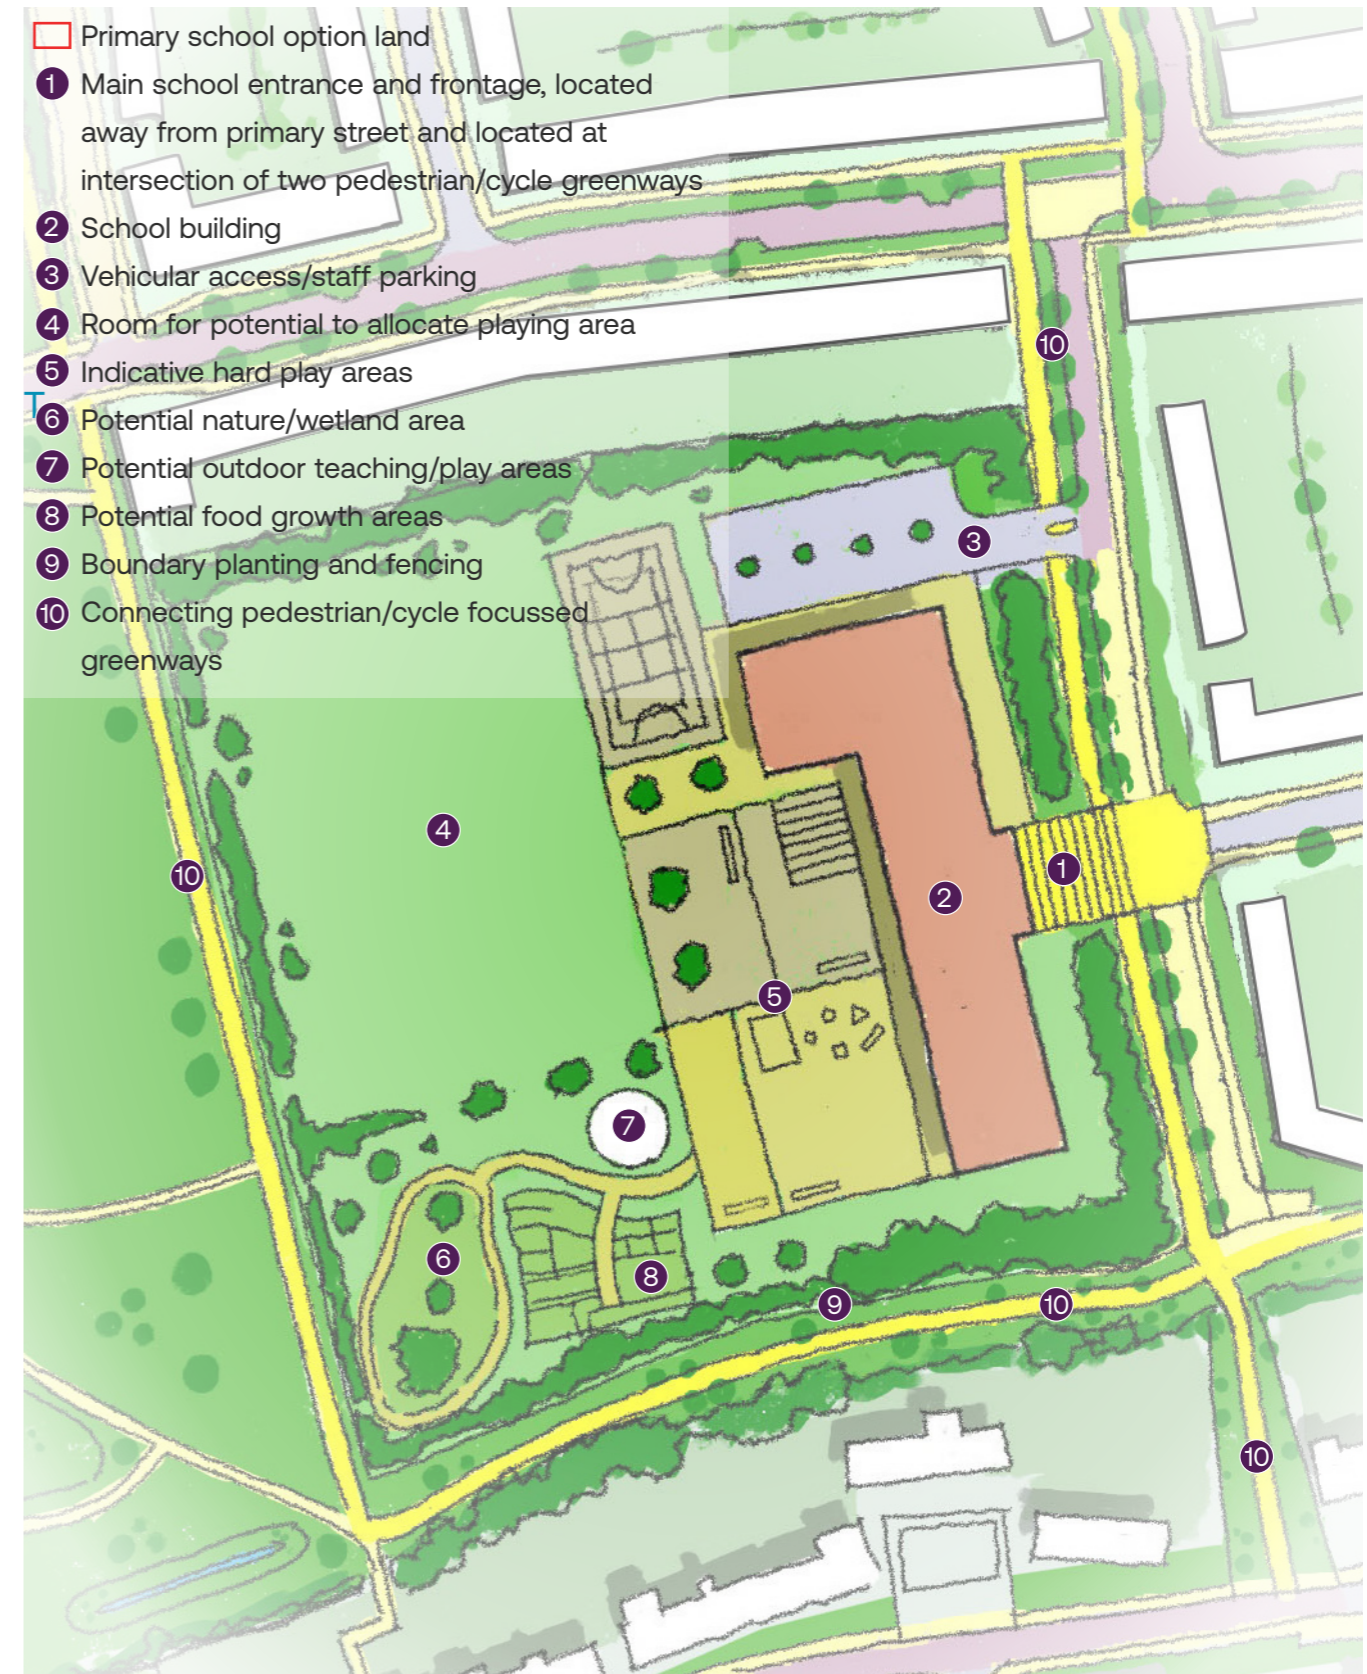 Primary school option land
1 Main school entrance and frontage, located
away from primary street and located at
intersection of two pedestrian/cycle greenways
2 School building
3 Vehicular access/staff parking
4 Room for potential to allocate playing area
5 Indicative hard play areas
T
6 Potential nature/wetland area
7 Potential outdoor teaching/play areas
8 Potential food growth areas
9 Boundary planting and fencing
10 Connecting pedestrian/cycle focussed
greenways
10
3
4
10
1
2
5
7
6
8
9
10
10